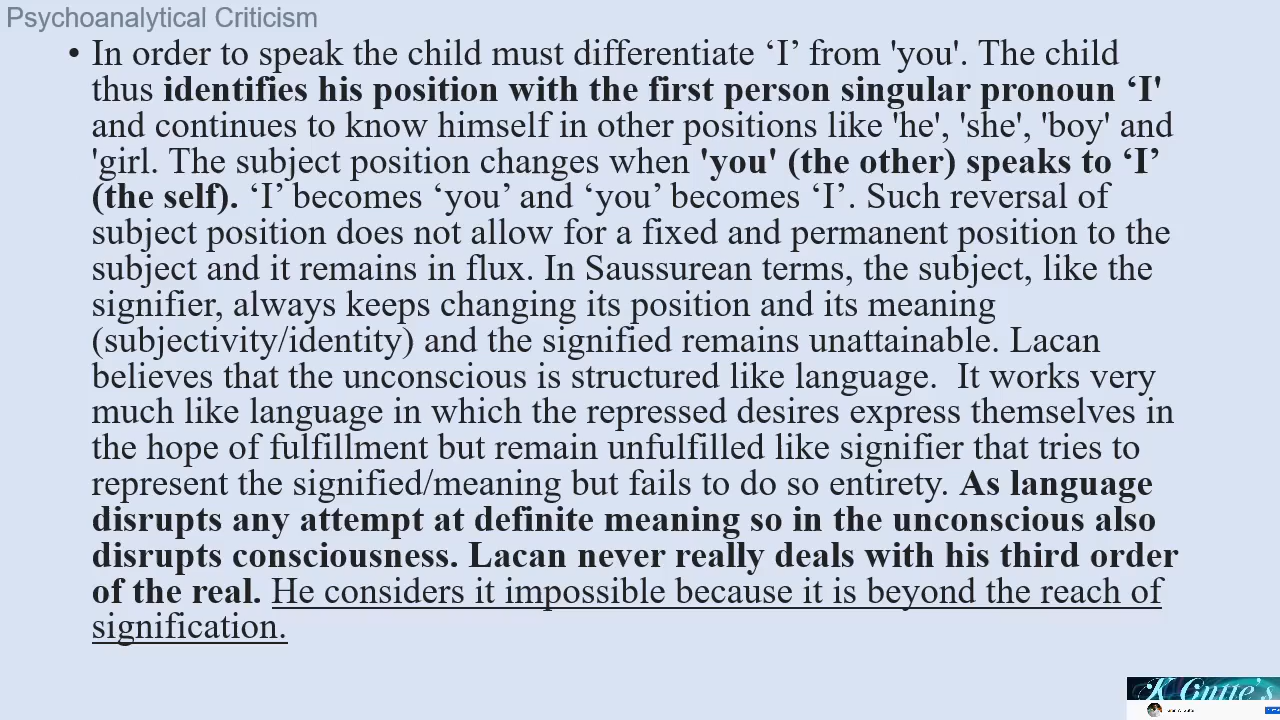 Psychoanalytical Criticism
• In order to speak the child must differentiate ‘I’ from 'you'. The child
thus identifies his position with the first person singular pronoun ‘I'
and continues to know himself in other positions like 'he', 'she', 'boy' and
'girl. The subject position changes when 'you' (the other) speaks to ‘I’
(the self). ‘I’ becomes ‘you’ and ‘you’ becomes ‘I’. Such reversal of
subject position does not allow for a fixed and permanent position to the
subject and it remains in flux. In Saussurean terms, the subject, like the
signifier, always keeps changing its position and its meaning
(subjectivity/identity) and the signified remains unattainable. Lacan
believes that the unconscious is structured like language.  It works very
much like language in which the repressed desires express themselves in
the hope of fulfillment but remain unfulfilled like signifier that tries to
represent the signified/meaning but fails to do so entirety. As language
disrupts any attempt at definite meaning so in the unconscious also
disrupts consciousness. Lacan never really deals with his third order
of the real. He considers it impossible because it is beyond the reach of
signification.
K Gutte's